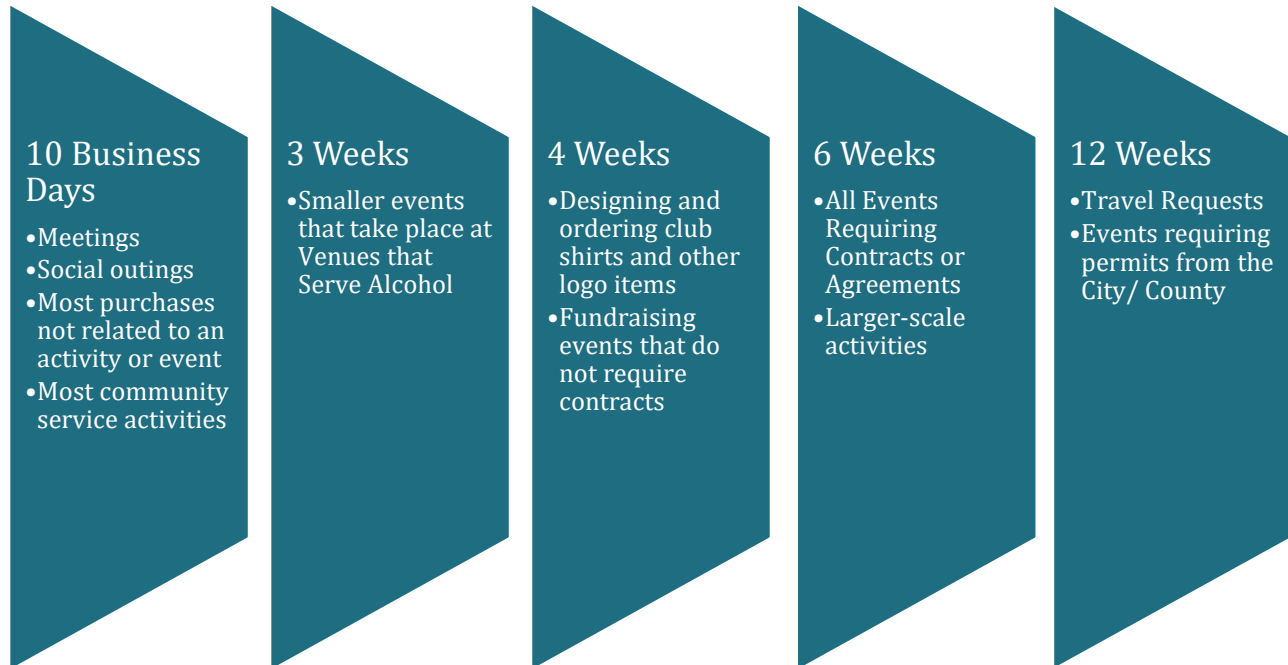 10 Business
Days
•Meetings
•Social outings
•Most purchases
not related to an
activity or event
•Most community
service activities
3 Weeks
•Smaller events
that take place at
Venues that
Serve Alcohol
4 Weeks
•Designing and
ordering club
shirts and other
logo items
•Fundraising
events that do
not require
contracts
6 Weeks
•All Events
Requiring
Contracts or
Agreements
•Larger-scale
activities
12 Weeks
•Travel Requests
•Events requiring
permits from the
City/ County